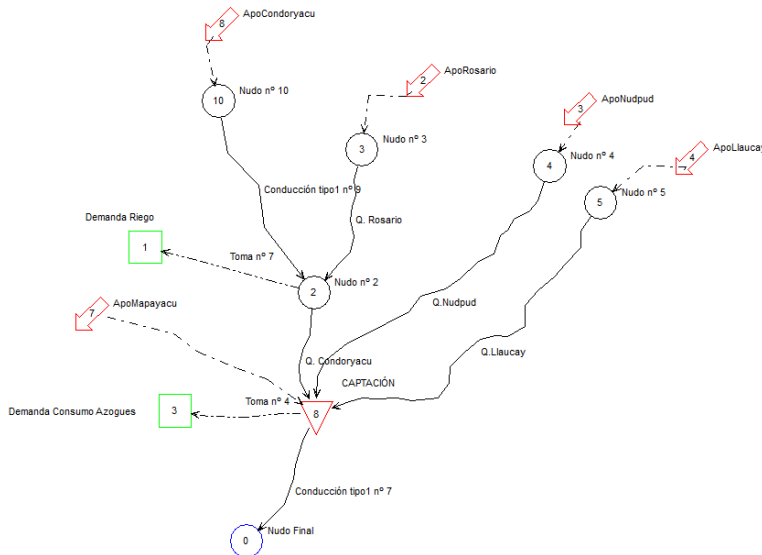 8
ApoCondoryacu
ApoRosario
2
10
Nudo nº 10
ApoNudpud
3
Nudo nº 3
3
ApoLlaucay
4
Nudo nº 4
4
Conducción tipo1 nº 9
Nudo nº 5
5
Q. Rosario
Demanda Riego
1
Toma nº 7
Nudo nº 2
2
ApoMapayacu
7
Q.Nudpud
Q. Condoryacu
Q.Llaucay
CAPTACIÓN
Toma nº 4
Demanda Consumo Azogues
3
8
Conducción tipo1 nº 7
Nudo Final
0